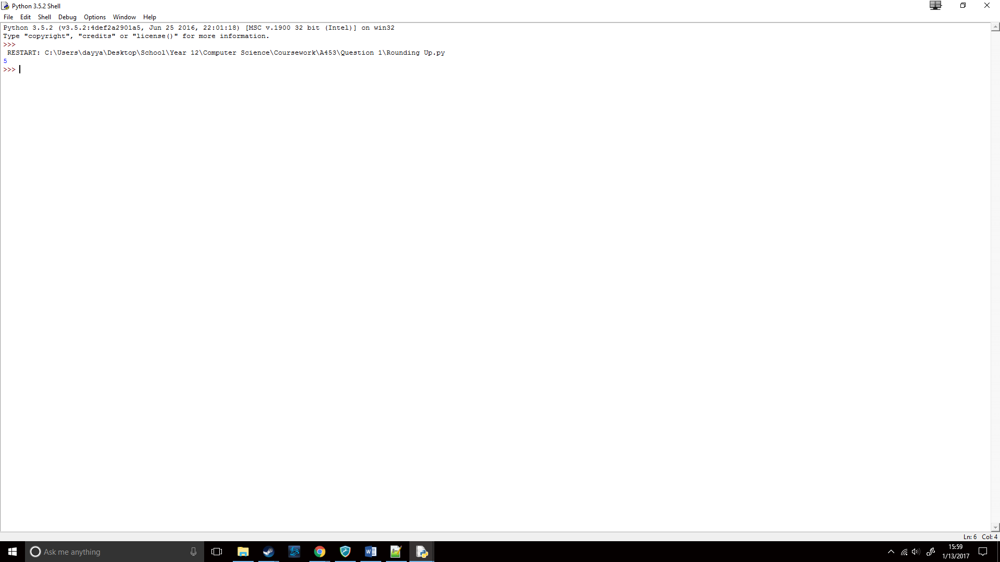 Python 3.5.2 Shell
File Edit Shell Debug Options Window Help
Python 3.5.2 (v3.5.2:4def2a2901a5, Jun 25 2016, 22:01:18) [MSC v.1900 32 bit (Intel)] on win32
Type "copyright", "credits" or "license()" for more information.
>>>
 RESTART: C:\Users\dayya\Desktop\School\Year 12\Computer Science\Coursework\A453\Question 1\Rounding Up.py
5
>>>
Ln: 6 Col: 4
Ask me anything
15:59
1/13/2017